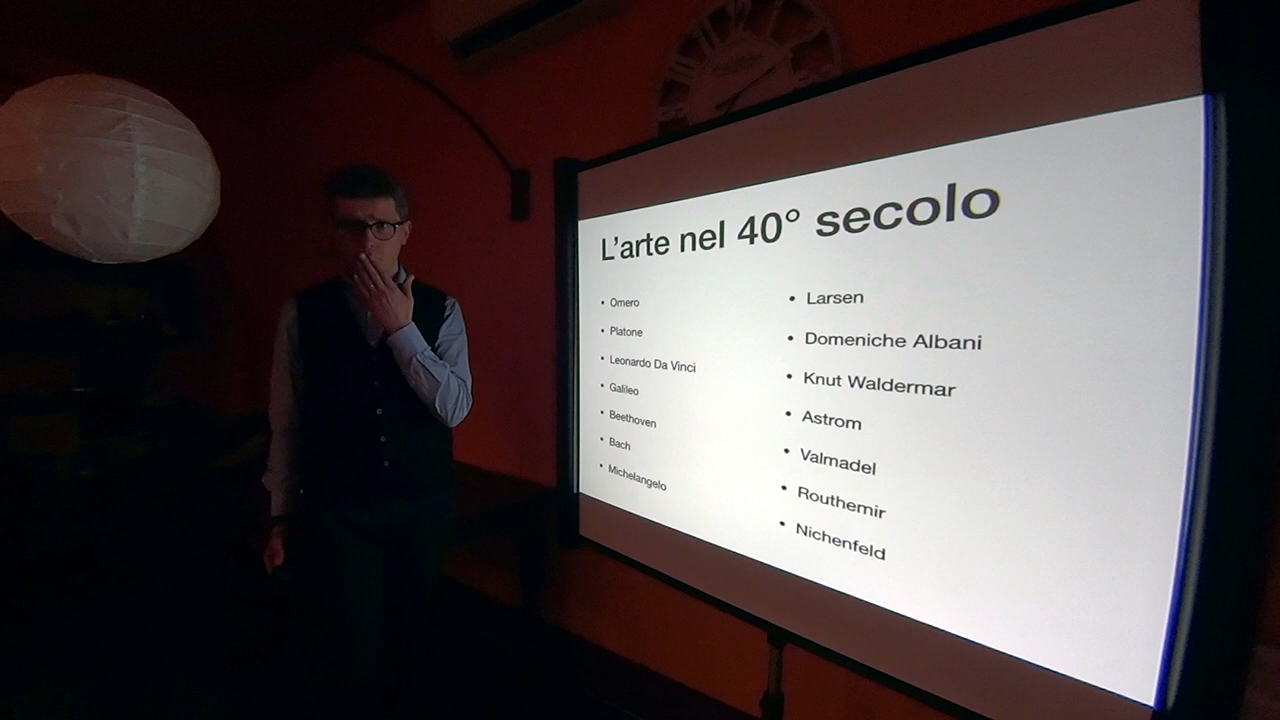 L'arte nel 40° secolo
• Omero
• Platone
• Leonardo Da Vinci
• Galileo
• Beethoven
• Bach
• Michelangelo
• Larsen
• Domeniche Albani
• Knut Waldermar
• Astrom
• Valmadel
• Routhemir
• Nichenfeld